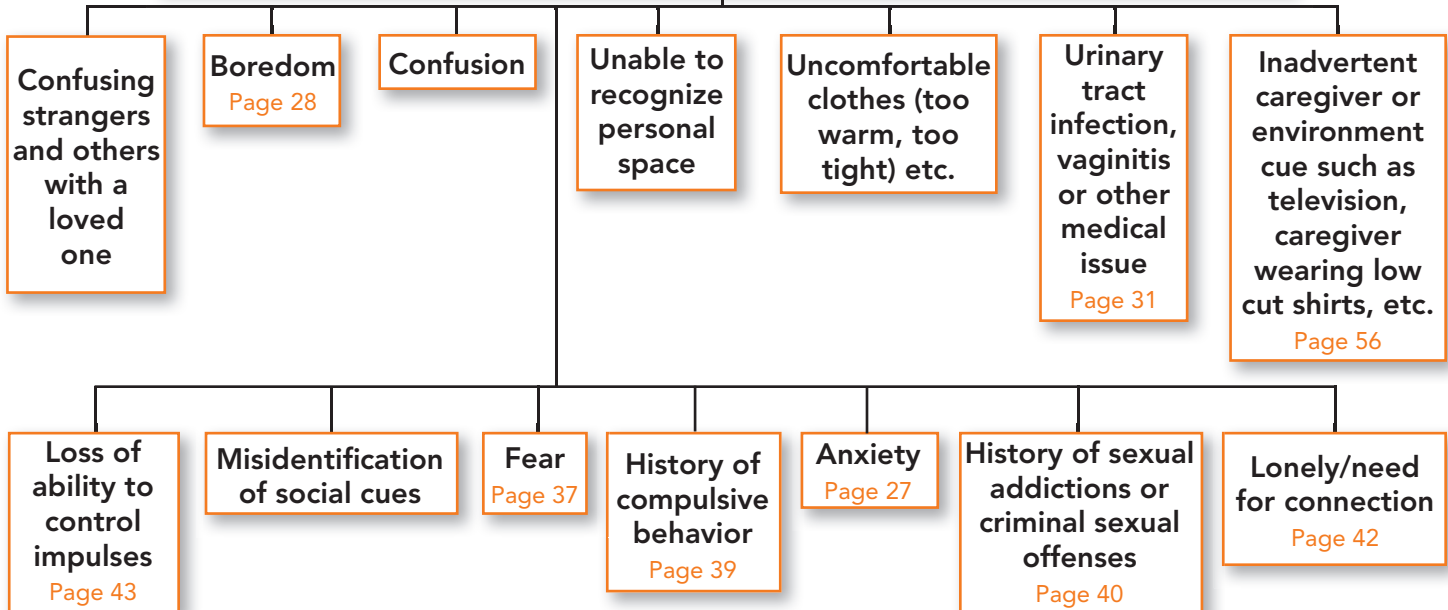 Confusing
strangers
and others
with a
loved
one
Boredom
Page 28
Confusion
Unable to
recognize
personal
space
Uncomfortable
clothes (too
warm, too
tight) etc.
Urinary
tract
infection,
vaginitis
or other
medical
issue
Page 31
Inadvertent
caregiver or
environment
cue such as
television,
caregiver
wearing low
cut shirts, etc.
Page 56
Loss of
ability to
control
impulses
Page 43
Misidentification
of social cues
Fear
Page 37
History of
compulsive
behavior
Page 39
Anxiety
Page 27
History of sexual
addictions or
criminal sexual
offenses
Page 40
Lonely/need
for connection
Page 42